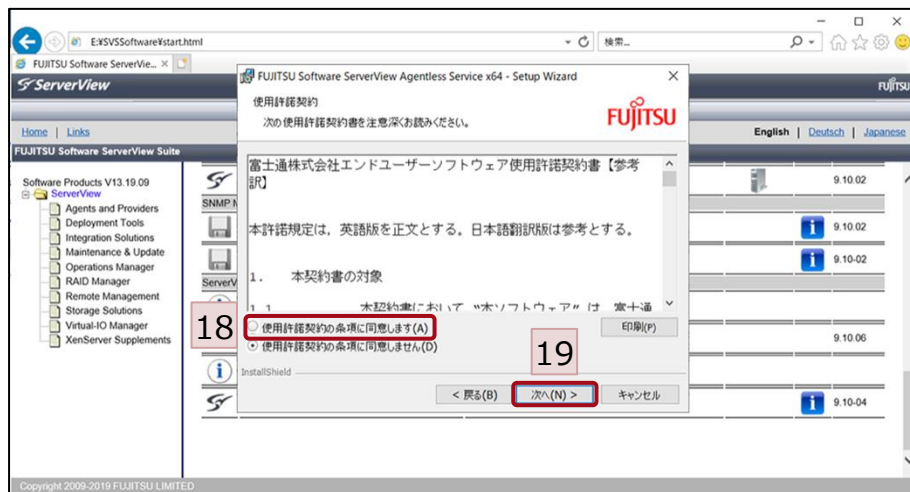 E:¥SVSSoftware¥start.html
検索...
FUJITSU Software ServerVie...
ServerView
FUJITSU
Home | Links
English | Deutsch | Japanese
FUJITSU Software ServerView Suite
Software Products V13.19.09
ServerView
Agents and Providers
Deployment Tools
Integration Solutions
Maintenance & Update
Operations Manager
RAID Manager
Remote Management
Storage Solutions
Virtual-IO Manager
XenServer Supplements
SNMP
ServerV
FUJITSU Software ServerView Agentless Service x64 - Setup Wizard
使用許諾契約
次の使用許諾契約書を注意深くお読みください。
FUJITSU
富士通株式会社エンドユーザーソフトウェア使用許諾契約書【参考
訳】
本許諾規定は，英語版を正文とする。日本語翻訳版は参考とする。
1. 本契約書の対象
1.1 本契約書において "本ソフトウェア" は 富士通
18
使用許諾契約の条項に同意します(A)
印刷(P)
使用許諾契約の条項に同意しません(D)
19
InstallShield
< 戻る(B)
次へ(N) >
キャンセル
9.10.02
9.10.02
9.10-02
9.10.06
9.10-04
Copyright 2009-2019 FUJITSU LIMITED